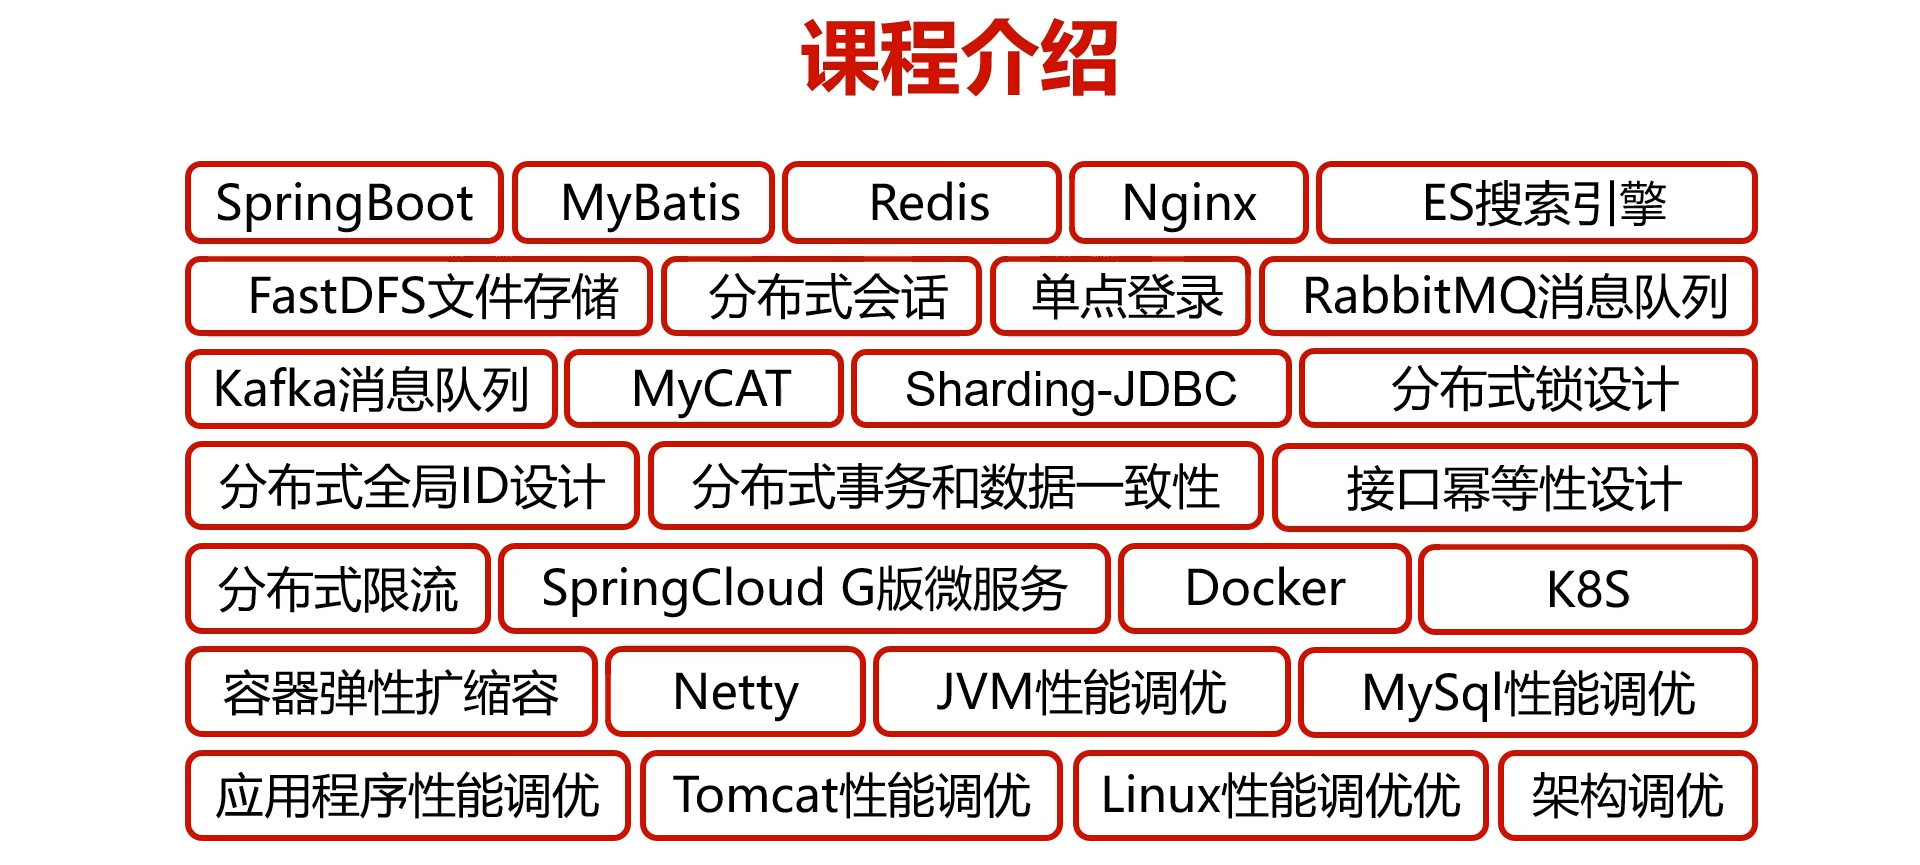 课程介绍
SpringBoot MyBatis Redis Nginx ES搜索引擎
FastDFS文件存储 分布式会话 单点登录 RabbitMQ消息队列
Kafka消息队列 MyCAT Sharding-JDBC 分布式锁设计
分布式全局ID设计 分布式事务和数据一致性 接口幂等性设计
分布式限流 SpringCloud G版微服务 Docker K8S
容器弹性扩缩容 Netty JVM性能调优 MySql性能调优
应用程序性能调优 Tomcat性能调优 Linux性能调优优 架构调优